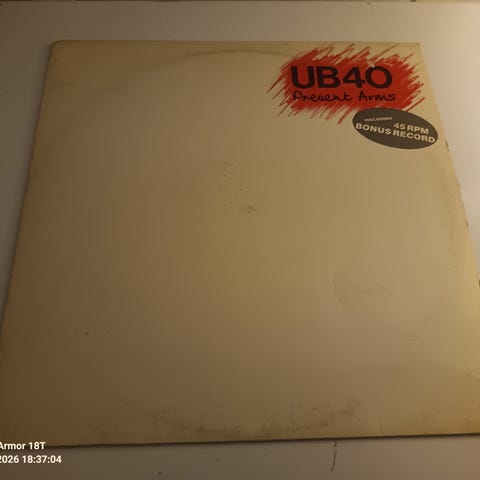 UB40
Present Arms
INCLUDING 45 RPM
BONUS RECORD
Armor 18T
2026 18:37:04